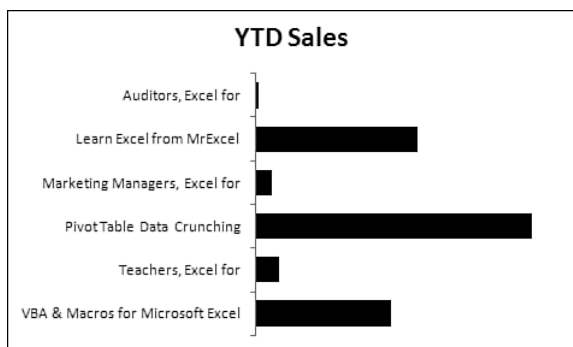 YTD Sales
Auditors, Excel for
Learn Excel from MrExcel
Marketing Managers, Excel for
Pivot Table Data Crunching
Teachers, Excel for
VBA & Macros for Microsoft Excel